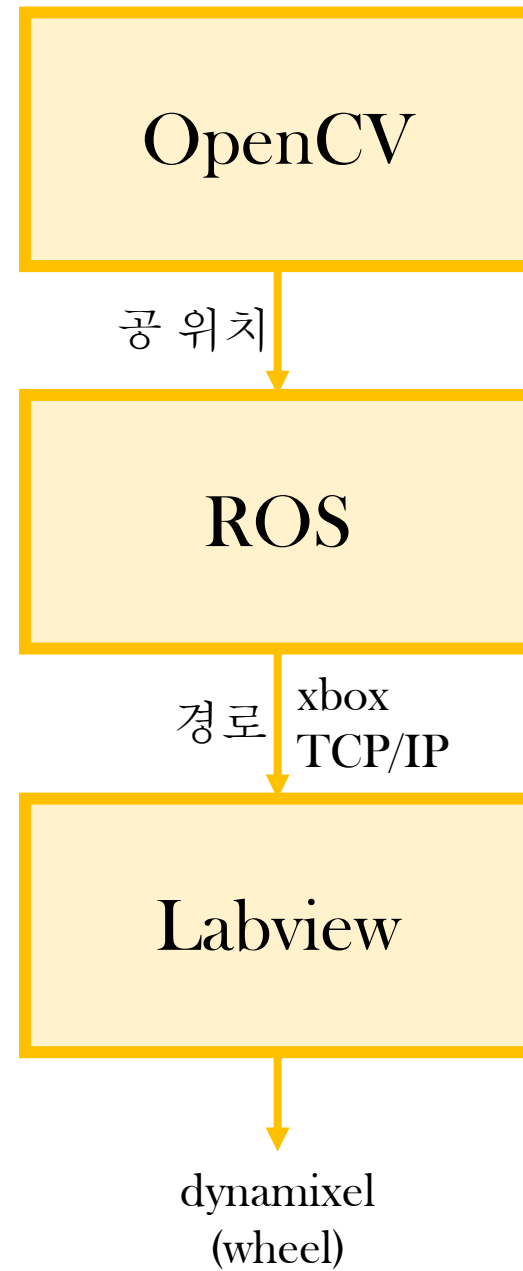 OpenCV
공 위치
ROS
경로
xbox
TCP/IP
Labview
dynamixel
(wheel)